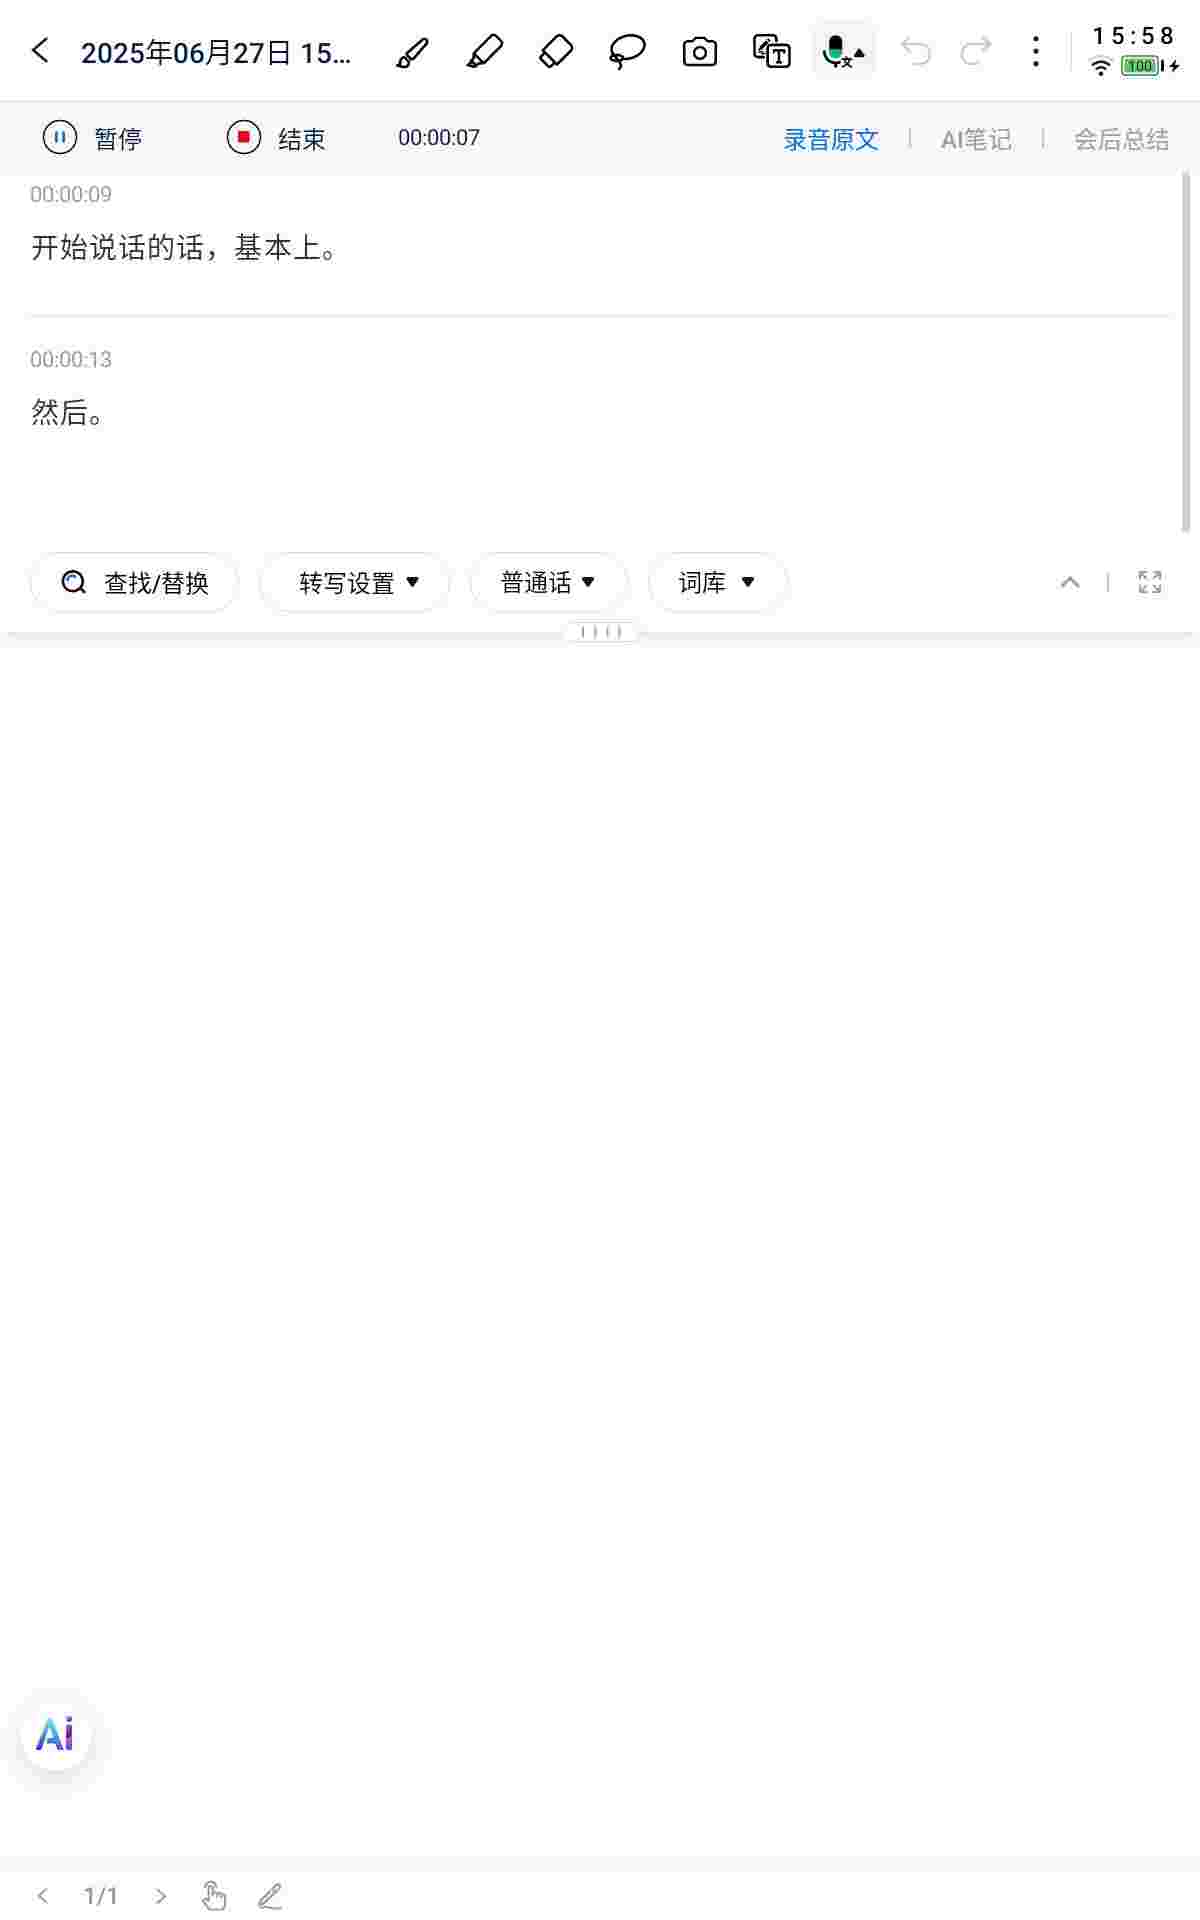 2025年06月27日 15...
15:58
100
暂停
结束
00:00:07
录音原文
AI笔记
会后总结
00:00:09
开始说话的话，基本上。
00:00:13
然后。
查找/替换
转写设置
普通话
词库
Ai
1/1